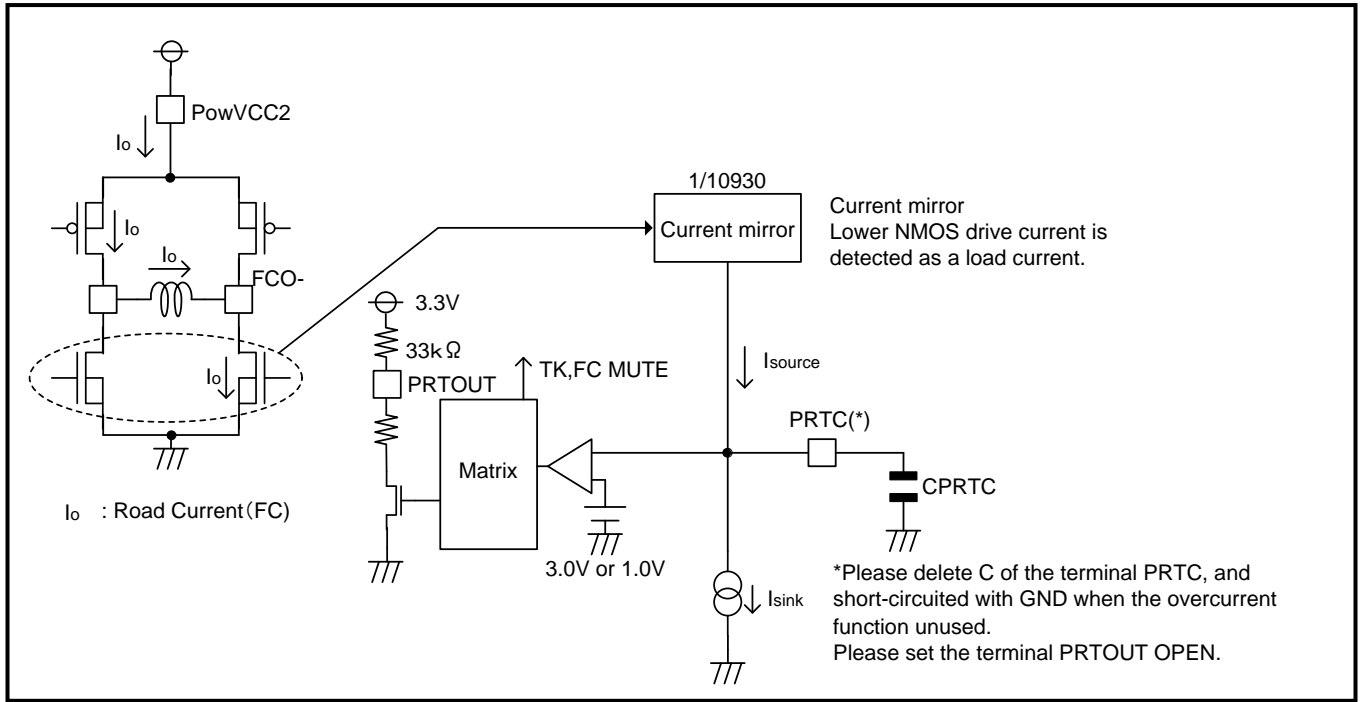 PowVCC2
Io
Io
Io
FCO-
Io
Io : Road Current（FC）
3.3V
33kΩ
PRTOUT
TK,FC MUTE
Matrix
3.0V or 1.0V
1/10930
Current mirror
Current mirror
Lower NMOS drive current is
detected as a load current.
Isource
PRTC(*)
CPRTC
Isink
*Please delete C of the terminal PRTC, and
short-circuited with GND when the overcurrent
function unused.
Please set the terminal PRTOUT OPEN.